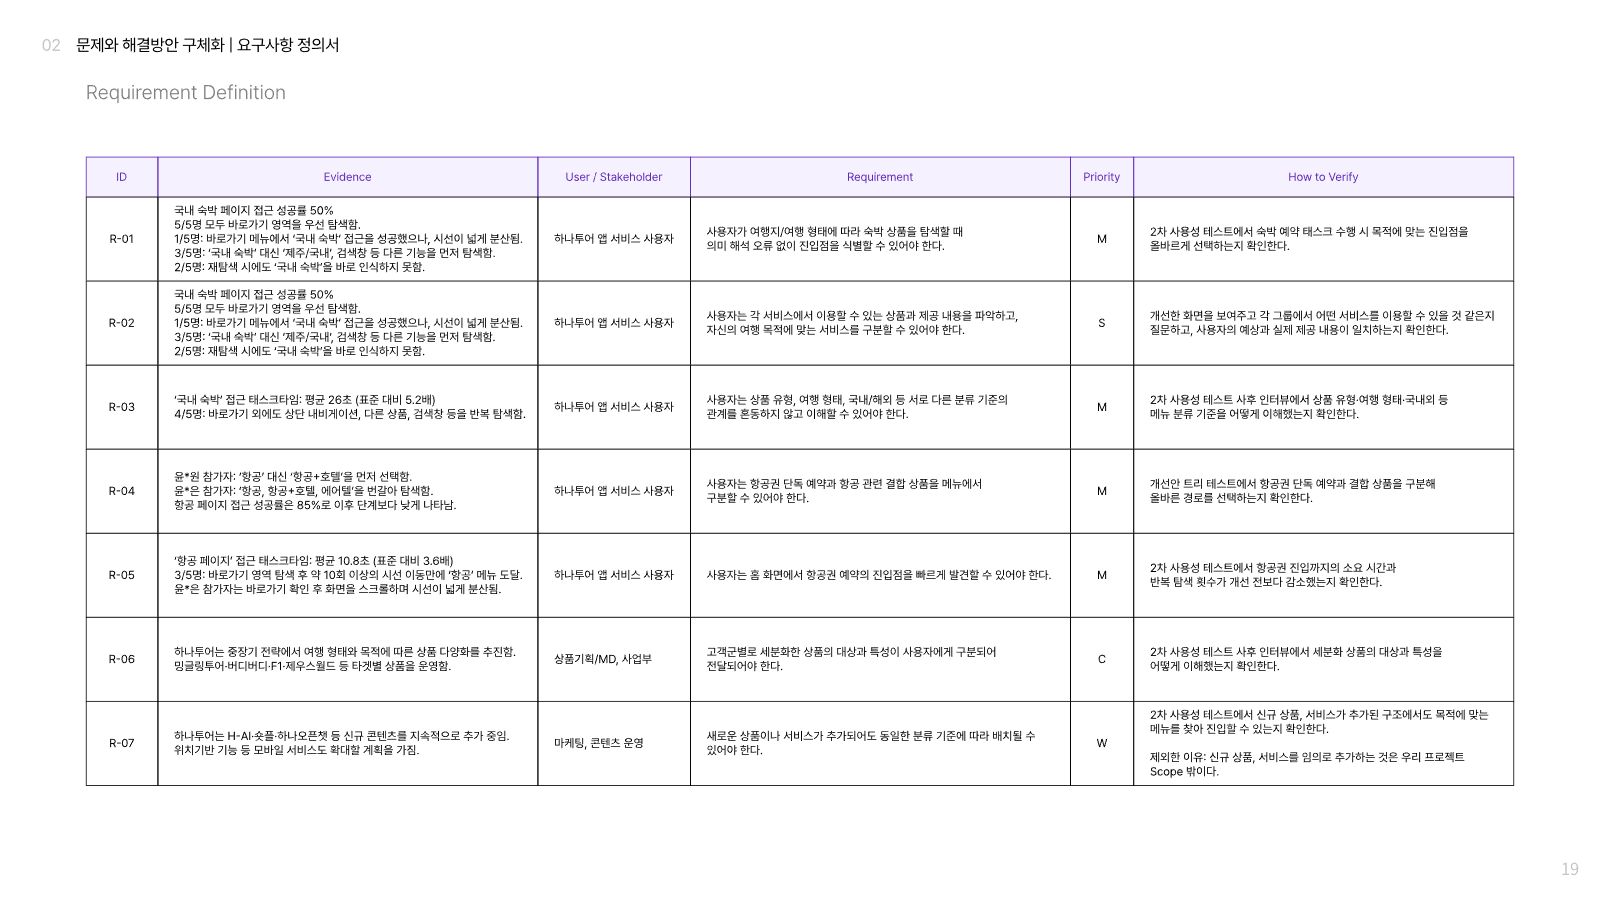 02 문제와 해결방안 구체화 | 요구사항 정의서
Requirement Definition
ID
Evidence
User / Stakeholder
Requirement
Priority
How to Verify
R-01
국내 숙박 페이지 접근 성공률 50%
5/5명 모두 바로가기 영역을 우선 탐색함.
1/5명: 바로가기 메뉴에서 ‘국내 숙박’ 접근을 성공했으나, 시선이 넓게 분산됨.
3/5명: ‘국내 숙박’ 대신 ‘제주/국내’, 검색창 등 다른 기능을 먼저 탐색함.
2/5명: 재탐색 시에도 ‘국내 숙박’을 바로 인식하지 못함.
하나투어 앱 서비스 사용자
사용자가 여행지/여행 형태에 따라 숙박 상품을 탐색할 때
의미 해석 오류 없이 진입점을 식별할 수 있어야 한다.
M
2차 사용성 테스트에서 숙박 예약 태스크 수행 시 목적에 맞는 진입점을
올바르게 선택하는지 확인한다.
R-02
국내 숙박 페이지 접근 성공률 50%
5/5명 모두 바로가기 영역을 우선 탐색함.
1/5명: 바로가기 메뉴에서 ‘국내 숙박’ 접근을 성공했으나, 시선이 넓게 분산됨.
3/5명: ‘국내 숙박’ 대신 ‘제주/국내’, 검색창 등 다른 기능을 먼저 탐색함.
2/5명: 재탐색 시에도 ‘국내 숙박’을 바로 인식하지 못함.
하나투어 앱 서비스 사용자
사용자는 각 서비스에서 이용할 수 있는 상품과 제공 내용을 파악하고,
자신의 여행 목적에 맞는 서비스를 구분할 수 있어야 한다.
S
개선한 화면을 보여주고 각 그룹에서 어떤 서비스를 이용할 수 있을 것 같은지
질문하고, 사용자의 예상과 실제 제공 내용이 일치하는지 확인한다.
R-03
‘국내 숙박’ 접근 태스크타임: 평균 26초 (표준 대비 5.2배)
4/5명: 바로가기 외에도 상단 내비게이션, 다른 상품, 검색창 등을 반복 탐색함.
하나투어 앱 서비스 사용자
사용자는 상품 유형, 여행 형태, 국내/해외 등 서로 다른 분류 기준의
관계를 혼동하지 않고 이해할 수 있어야 한다.
M
2차 사용성 테스트 사후 인터뷰에서 상품 유형·여행 형태·국내외 등
메뉴 분류 기준을 어떻게 이해했는지 확인한다.
R-04
윤*원 참가자: ‘항공’ 대신 ‘항공+호텔’을 먼저 선택함.
윤*은 참가자: ‘항공, 항공+호텔, 에어텔’을 번갈아 탐색함.
항공 페이지 접근 성공률은 85%로 이후 단계보다 낮게 나타남.
하나투어 앱 서비스 사용자
사용자는 항공권 단독 예약과 항공 관련 결합 상품을 메뉴에서
구분할 수 있어야 한다.
M
개선안 트리 테스트에서 항공권 단독 예약과 결합 상품을 구분해
올바른 경로를 선택하는지 확인한다.
R-05
‘항공 페이지’ 접근 태스크타임: 평균 10.8초 (표준 대비 3.6배)
3/5명: 바로가기 영역 탐색 후 약 10회 이상의 시선 이동만에 ‘항공’ 메뉴 도달.
윤*은 참가자는 바로가기 확인 후 화면을 스크롤하며 시선이 넓게 분산됨.
하나투어 앱 서비스 사용자
사용자는 홈 화면에서 항공권 예약의 진입점을 빠르게 발견할 수 있어야 한다.
M
2차 사용성 테스트에서 항공권 진입까지의 소요 시간과
반복 탐색 횟수가 개선 전보다 감소했는지 확인한다.
R-06
하나투어는 중장기 전략에서 여행 형태와 목적에 따른 상품 다양화를 추진함.
밍글링투어·버디버디·F1·제우스월드 등 타겟별 상품을 운영함.
상품기획/MD, 사업부
고객군별로 세분화한 상품의 대상과 특성이 사용자에게 구분되어
전달되어야 한다.
C
2차 사용성 테스트 사후 인터뷰에서 세분화 상품의 대상과 특성을
어떻게 이해했는지 확인한다.
R-07
하나투어는 H-AI·숏플·하나오픈챗 등 신규 콘텐츠를 지속적으로 추가 중임.
위치기반 기능 등 모바일 서비스도 확대할 계획을 가짐.
마케팅, 콘텐츠 운영
새로운 상품이나 서비스가 추가되어도 동일한 분류 기준에 따라 배치될 수
있어야 한다.
W
2차 사용성 테스트에서 신규 상품, 서비스가 추가된 구조에서도 목적에 맞는
메뉴를 찾아 진입할 수 있는지 확인한다.
제외한 이유: 신규 상품, 서비스를 임의로 추가하는 것은 우리 프로젝트
Scope 밖이다.
19